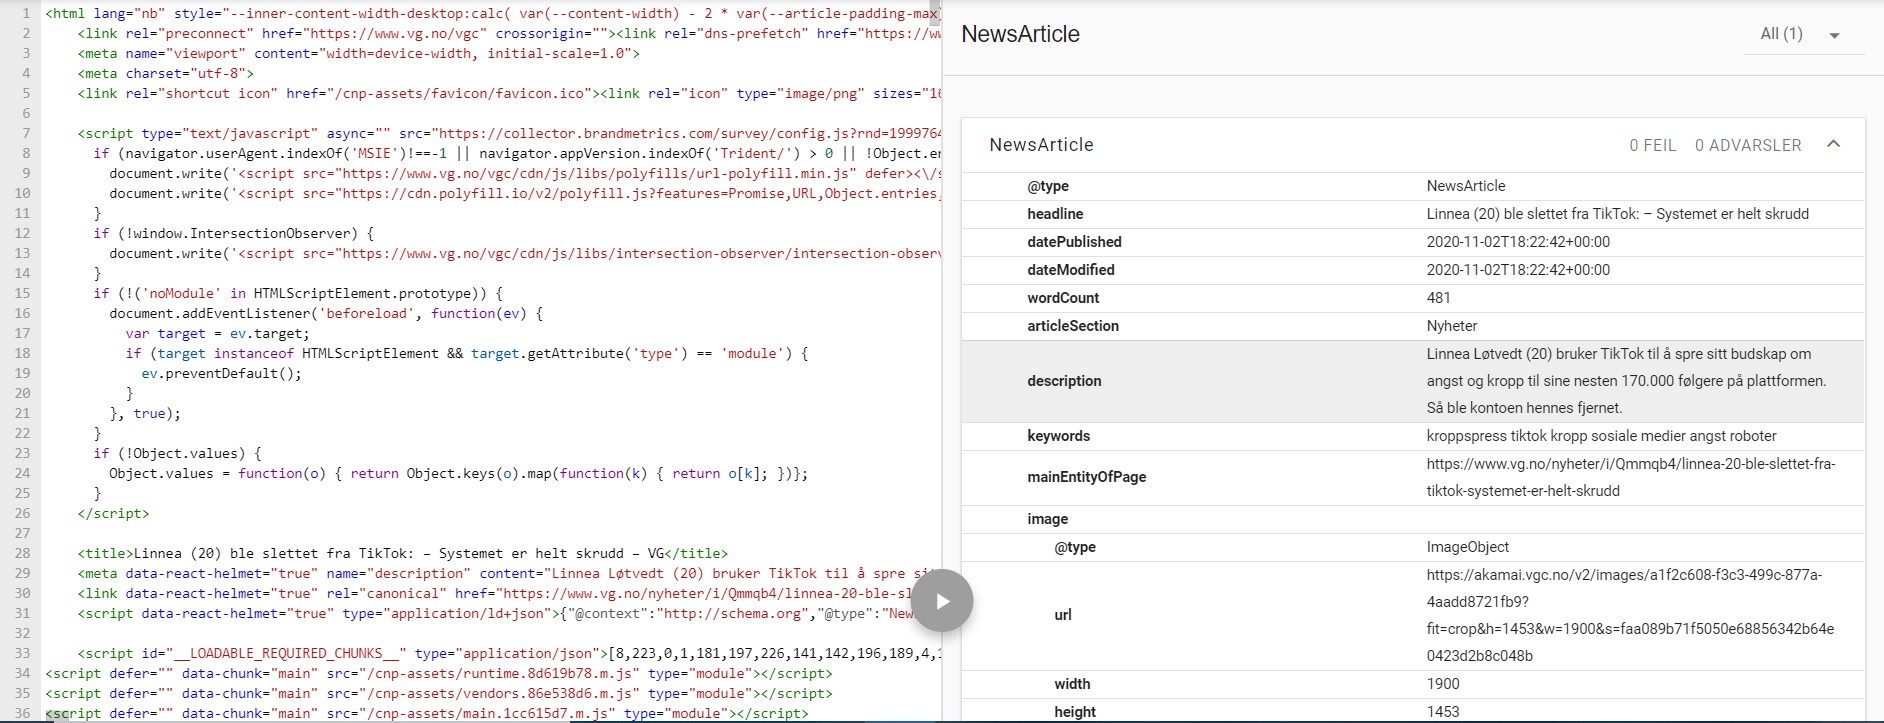 1 <html lang="nb" style="--inner-content-width-desktop:calc( var(--content-width) - 2 * var(--article-padding-max)
2 <link rel="preconnect" href="https://www.vg.no/vgc" crossorigin=""><link rel="dns-prefetch" href="https://ww
3 <meta name="viewport" content="width=device-width, initial-scale=1.0">
4 <meta charset="utf-8">
5 <link rel="shortcut icon" href="/cnp-assets/favicon/favicon.ico"><link rel="icon" type="image/png" sizes="16
6
7 <script type="text/javascript" async="" src="https://collector.brandmetrics.com/survey/config.js?rnd=1999764
8 if (navigator.userAgent.indexOf('MSIE')!==-1 || navigator.appVersion.indexOf('Trident/') > 0 || !Object.en
9 document.write('<script src="https://www.vg.no/vgc/cdn/js/libs/polyfills/url-polyfill.min.js" defer><\/s
10 document.write('<script src="https://cdn.polyfill.io/v2/polyfill.js?features=Promise,URL,Object.entries,
11 }
12 if (!window.IntersectionObserver) {
13 document.write('<script src="https://www.vg.no/vgc/cdn/js/libs/intersection-observer/intersection-observ
14 }
15 if (!('noModule' in HTMLScriptElement.prototype)) {
16 document.addEventListener('beforeload', function(ev) {
17 var target = ev.target;
18 if (target instanceof HTMLScriptElement && target.getAttribute('type') == 'module') {
19 ev.preventDefault();
20 }
21 }, true);
22 }
23 if (!Object.values) {
24 Object.values = function(o) { return Object.keys(o).map(function(k) { return o[k]; })};
25 }
26 </script>
27
28 <title>Linnea (20) ble slettet fra TikTok: – Systemet er helt skrudd – VG</title>
29 <meta data-react-helmet="true" name="description" content="Linnea Løtvedt (20) bruker TikTok til å spre sit
30 <link data-react-helmet="true" rel="canonical" href="https://www.vg.no/nyheter/i/Qmmqb4/linnea-20-ble-sl
31 <script data-react-helmet="true" type="application/ld+json">{"@context":"http://schema.org","@type":"New
32
33 <script id="__LOADABLE_REQUIRED_CHUNKS__" type="application/json">[8,223,0,1,181,197,226,141,142,196,189,4,1
34 <script defer="" data-chunk="main" src="/cnp-assets/runtime.8d619b78.m.js" type="module"></script>
35 <script defer="" data-chunk="main" src="/cnp-assets/vendors.86e538d6.m.js" type="module"></script>
36 <script defer="" data-chunk="main" src="/cnp-assets/main.1cc615d7.m.js" type="module"></script>
NewsArticle All (1)
NewsArticle 0 FEIL 0 ADVARSLER
@type NewsArticle
headline Linnea (20) ble slettet fra TikTok: – Systemet er helt skrudd
datePublished 2020-11-02T18:22:42+00:00
dateModified 2020-11-02T18:22:42+00:00
wordCount 481
articleSection Nyheter
description Linnea Løtvedt (20) bruker TikTok til å spre sitt budskap om
angst og kropp til sine nesten 170.000 følgere på plattformen.
Så ble kontoen hennes fjernet.
keywords kroppspress tiktok kropp sosiale medier angst roboter
mainEntityOfPage https://www.vg.no/nyheter/i/Qmmqb4/linnea-20-ble-slettet-fra-
tiktok-systemet-er-helt-skrudd
image
@type ImageObject
url https://akamai.vgc.no/v2/images/a1f2c608-f3c3-499c-877a-
4aadd8721fb9?
fit=crop&h=1453&w=1900&s=faa089b71f5050e68856342b64e
0423d2b8c048b
width 1900
height 1453